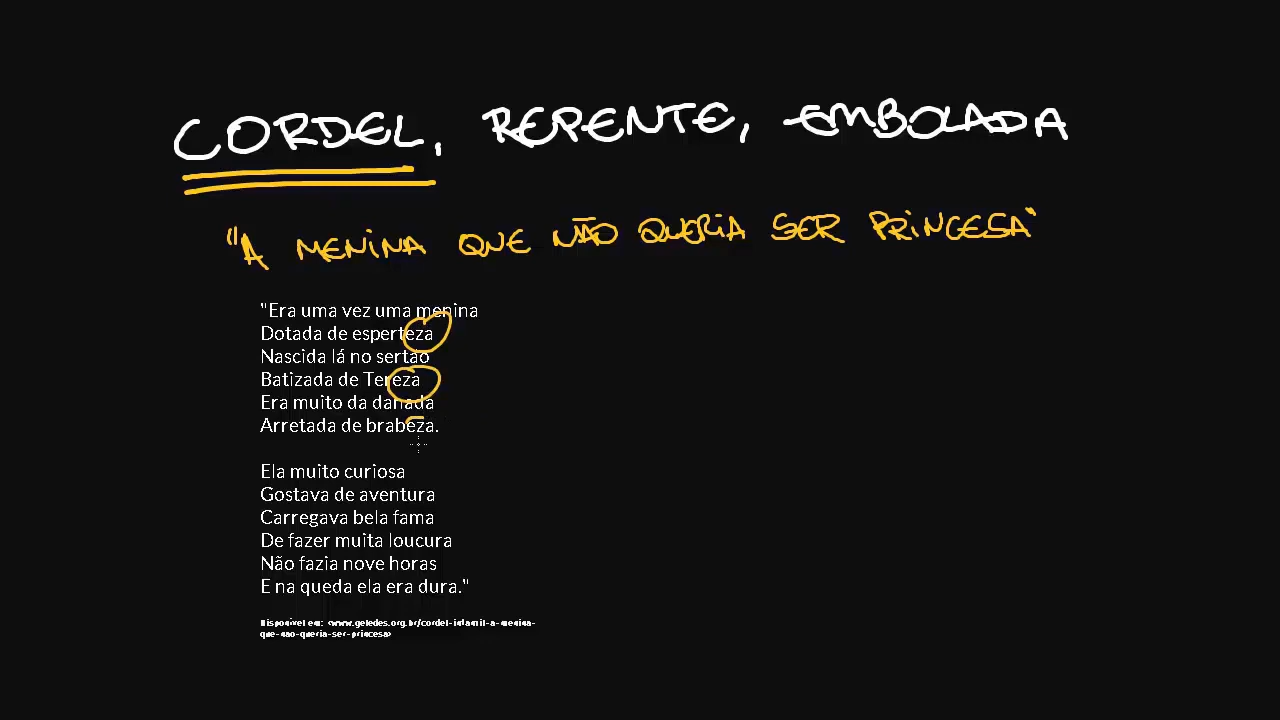 CORDEL, REPENTE, EMBOLADA
"A MENINA QUE NÃO QUERIA SER PRINCESA"
"Era uma vez uma menina
Dotada de esperteza
Nascida lá no sertão
Batizada de Tereza
Era muito da danada
Arretada de brabeza.
Ela muito curiosa
Gostava de aventura
Carregava bela fama
De fazer muita loucura
Não fazia nove horas
E na queda ela era dura."
Disponível em: <www.geledes.org.br/cordel-infantil-a-menina-
que-nao-queria-ser-princesa>